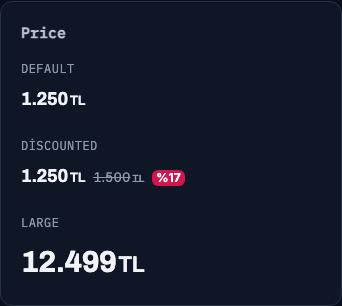 Price
DEFAULT
1.250 TL
DİSCOUNTED
1.250 TL 1.500 TL %17
LARGE
12.499 TL